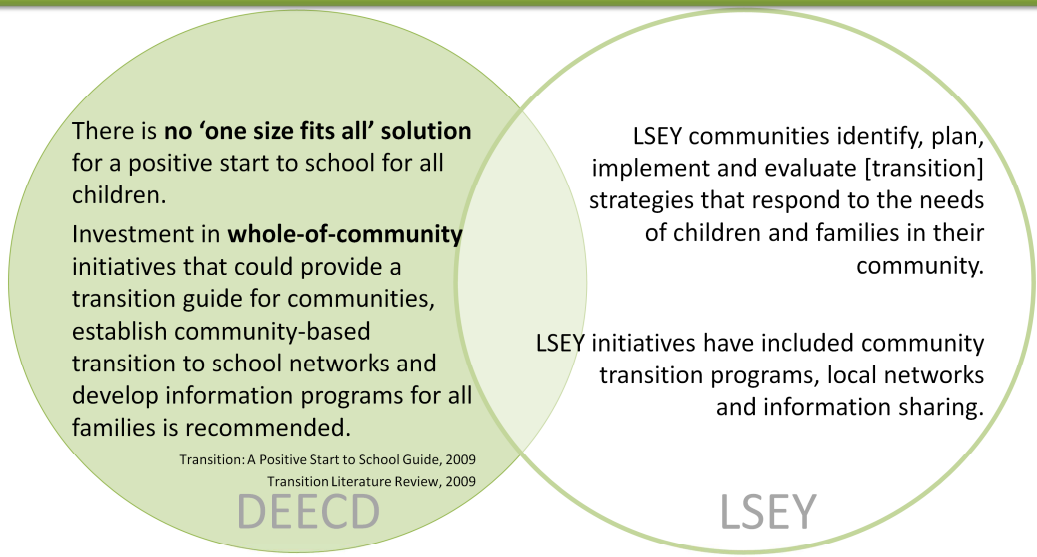 There is no ‘one size fits all’ solution
for a positive start to school for all
children.
Investment in whole-of-community
initiatives that could provide a
transition guide for communities,
establish community-based
transition to school networks and
develop information programs for all
families is recommended.
Transition: A Positive Start to School Guide, 2009
Transition Literature Review, 2009
DEECD
LSEY communities identify, plan,
implement and evaluate [transition]
strategies that respond to the needs
of children and families in their
community.
LSEY initiatives have included community
transition programs, local networks
and information sharing.
LSEY